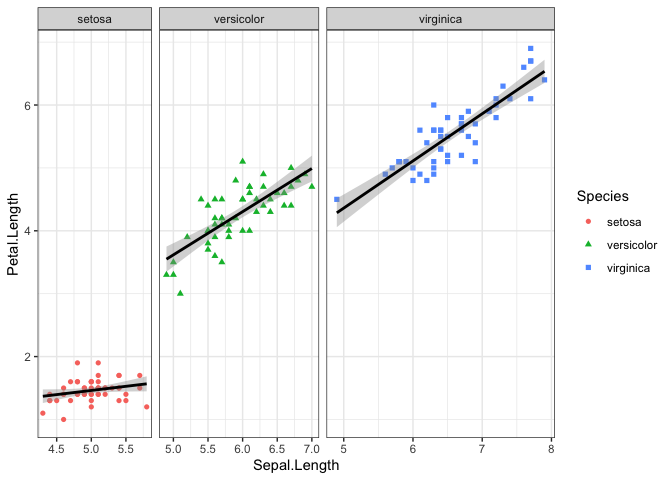 setosa
versicolor
virginica
Petal.Length
6
4
2
4.5 5.0 5.5
5.0 5.5 6.0 6.5 7.0
5 6 7 8
Sepal.Length
Species
setosa
versicolor
virginica